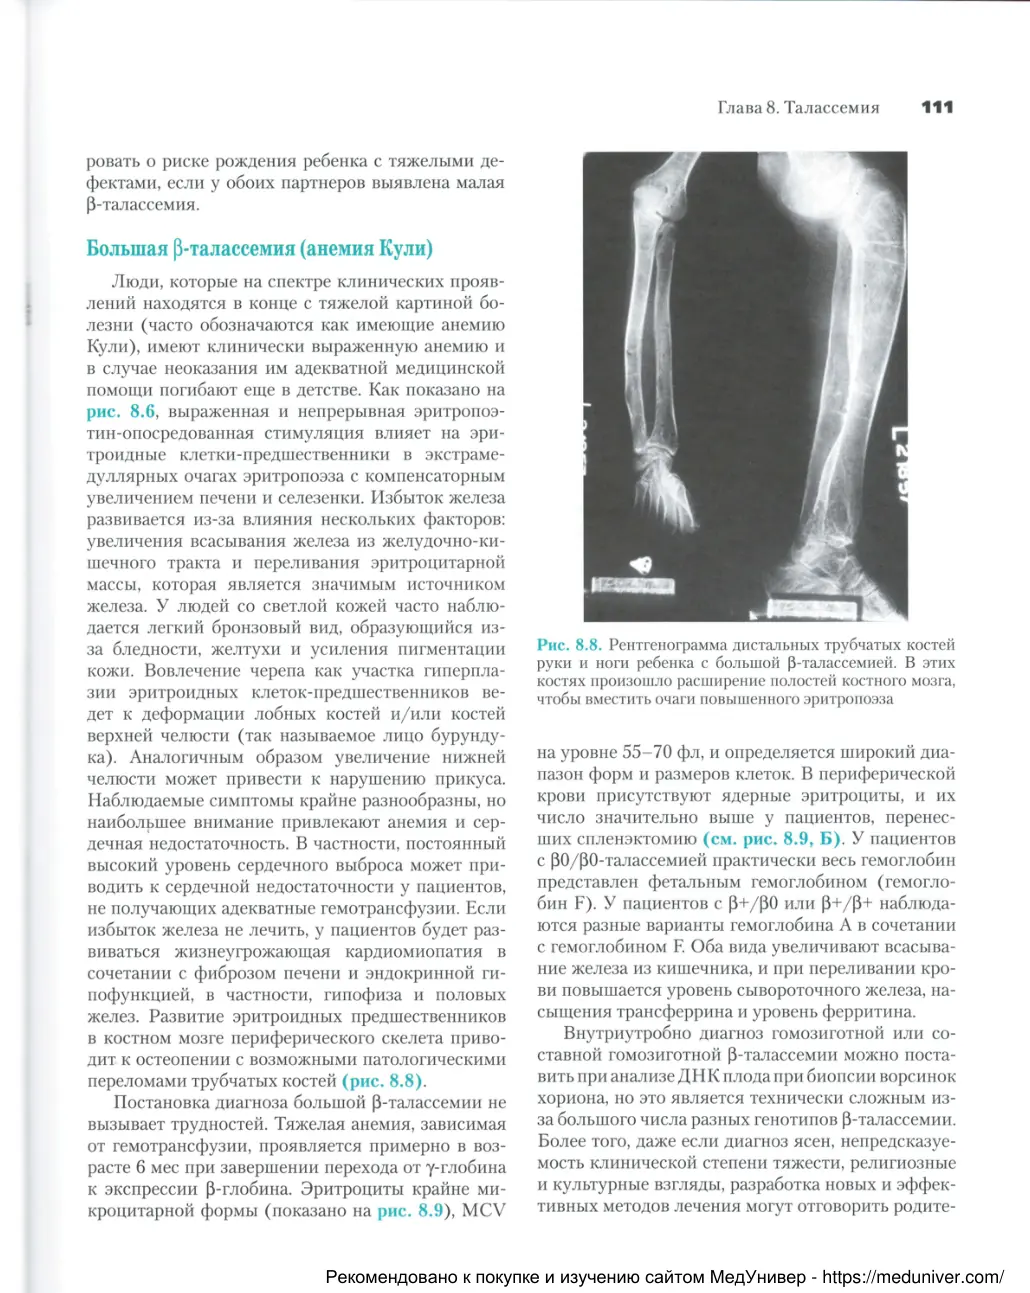 Глава 8. Талассемия 111
ровать о риске рождения ребенка с тяжелыми де-
фектами, если у обоих партнеров выявлена малая
β-талассемия.
Большая β-талассемия (анемия Кули)
Люди, которые на спектре клинических прояв-
лений находятся в конце с тяжелой картиной бо-
лезни (часто обозначаются как имеющие анемию
Кули), имеют клинически выраженную анемию и
в случае неоказания им адекватной медицинской
помощи погибают еще в детстве. Как показано на
рис. 8.6, выраженная и непрерывная эритропоэ-
тин-опосредованная стимуляция влияет на эри-
троидные клетки-предшественники в экстраме-
дуллярных очагах эритропоэза с компенсаторным
увеличением печени и селезенки. Избыток железа
развивается из-за влияния нескольких факторов:
увеличения всасывания железа из желудочно-ки-
шечного тракта и переливания эритроцитарной
массы, которая является значимым источником
железа. У людей со светлой кожей часто наблю-
дается легкий бронзовый вид, образующийся из-
за бледности, желтухи и усиления пигментации
кожи. Вовлечение черепа как участка гиперпла-
зии эритроидных клеток-предшественников ве-
дет к деформации лобных костей и/или костей
верхней челюсти (так называемое лицо бурунду-
ка). Аналогичным образом увеличение нижней
челюсти может привести к нарушению прикуса.
Наблюдаемые симптомы крайне разнообразны, но
наибольшее внимание привлекают анемия и сер-
дечная недостаточность. В частности, постоянный
высокий уровень сердечного выброса может при-
водить к сердечной недостаточности у пациентов,
не получающих адекватные гемотрансфузии. Если
избыток железа не лечить, у пациентов будет раз-
виваться жизнеугрожающая кардиомиопатия в
сочетании с фиброзом печени и эндокринной ги-
пофункцией, в частности, гипофиза и половых
желез. Развитие эритроидных предшественников
в костном мозге периферического скелета приво-
дит к остеопении с возможными патологическими
переломами трубчатых костей (рис. 8.8).
Постановка диагноза большой β-талассемии не
вызывает трудностей. Тяжелая анемия, зависимая
от гемотрансфузии, проявляется примерно в воз-
расте 6 мес при завершении перехода от γ-глобина
к экспрессии β-глобина. Эритроциты крайне ми-
кроцитарной формы (показано на рис. 8.9), MCV
Рис. 8.8. Рентгенограмма дистальных трубчатых костей
руки и ноги ребенка с большой β-талассемией. В этих
костях произошло расширение полостей костного мозга,
чтобы вместить очаги повышенного эритропоэза
на уровне 55–70 фл, и определяется широкий диа-
пазон форм и размеров клеток. В периферической
крови присутствуют ядерные эритроциты, и их
число значительно выше у пациентов, перенес-
ших спленэктомию (см. рис. 8.9, Б). У пациентов
с β0/β0-талассемией практически весь гемоглобин
представлен фетальным гемоглобином (гемогло-
бин F). У пациентов с β+/β0 или β+/β+ наблюда-
ются разные варианты гемоглобина А в сочетании
с гемоглобином F. Оба вида увеличивают всасыва-
ние железа из кишечника, и при переливании кро-
ви повышается уровень сывороточного железа, на-
сыщения трансферрина и уровень ферритина.
Внутриутробно диагноз гомозиготной или со-
ставной гомозиготной β-талассемии можно поста-
вить при анализе ДНК плода при биопсии ворсинок
хориона, но это является технически сложным из-
за большого числа разных генотипов β-талассемии.
Более того, даже если диагноз ясен, непредсказуе-
мость клинической степени тяжести, религиозные
и культурные взгляды, разработка новых и эффек-
тивных методов лечения могут отговорить родите-
Рекомендовано к покупке и изучению сайтом МедУнивер - https://meduniver.com/